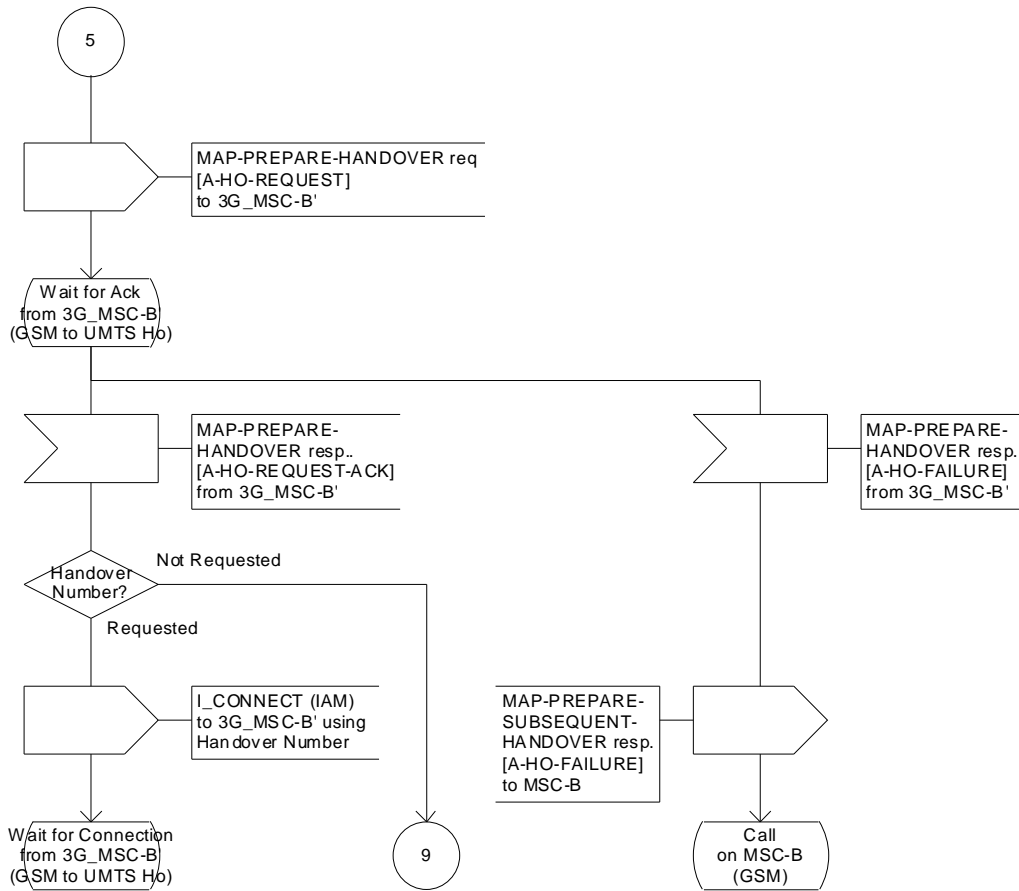 5
MAP-PREPARE-HANDOVER req
[A-HO-REQUEST]
to 3G_MSC-B'
Wait for Ack
from 3G_MSC-B'
(GSM to UMTS Ho)
MAP-PREPARE-
HANDOVER resp..
[A-HO-REQUEST-ACK]
from 3G_MSC-B'
MAP-PREPARE-
HANDOVER resp.
[A-HO-FAILURE]
from 3G_MSC-B'
Handover
Number?
Not Requested
Requested
I_CONNECT (IAM)
to 3G_MSC-B' using
Handover Number
MAP-PREPARE-
SUBSEQUENT-
HANDOVER resp.
[A-HO-FAILURE]
to MSC-B
Wait for Connection
from 3G_MSC-B'
(GSM to UMTS Ho)
9
Call
on MSC-B
(GSM)